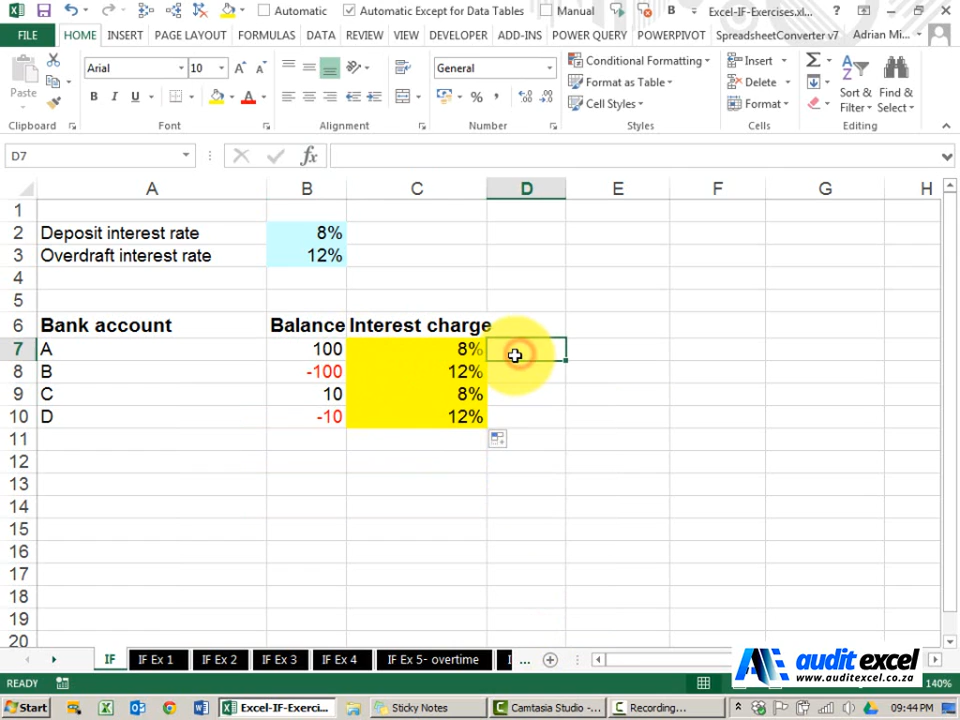 Automatic Automatic Except for Data Tables Manual B Excel-IF-Exercises.xl... ?
FILE HOME INSERT PAGE LAYOUT FORMULAS DATA REVIEW VIEW DEVELOPER ADD-INS POWER QUERY POWERPIVOT SpreadsheetConverter v7 Adrian Mi...
Paste
Arial 10
B I U A
General
% ,
Conditional Formatting
Format as Table
Cell Styles
Insert
Delete
Format
Sort & Filter
Find & Select
Clipboard Font Alignment Number Styles Cells Editing
D7 fx
A B C D E F G H
1
2 Deposit interest rate 8%
3 Overdraft interest rate 12%
4
5
6 Bank account Balance Interest charge
7 A 100 8%
8 B -100 12%
9 C 10 8%
10 D -10 12%
11
12
13
14
15
16
17
18
19
20
IF IF Ex 1 IF Ex 2 IF Ex 3 IF Ex 4 IF Ex 5- overtime I ...
audit excel
www.auditexcel.co.za
READY 140%
Start Excel-IF-Exerci... Sticky Notes Camtasia Studio -... Recording... 09:44 PM